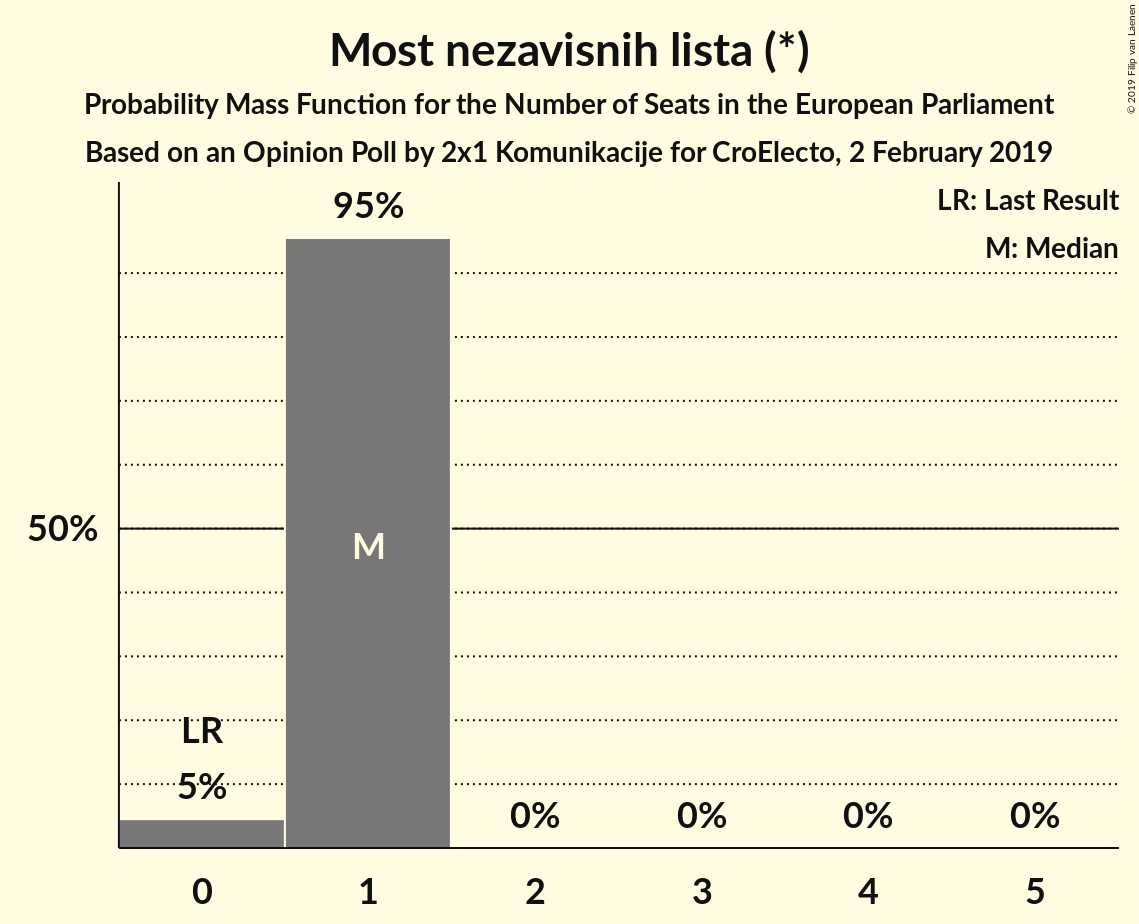 Most nezavisnih lista (*)
Probability Mass Function for the Number of Seats in the European Parliament
Based on an Opinion Poll by 2x1 Komunikacije for CroElecto, 2 February 2019
© 2019 Filip van Laenen
LR: Last Result
M: Median
95%
50%
M
LR
5%
0%
0%
0%
0%
0
1
2
3
4
5